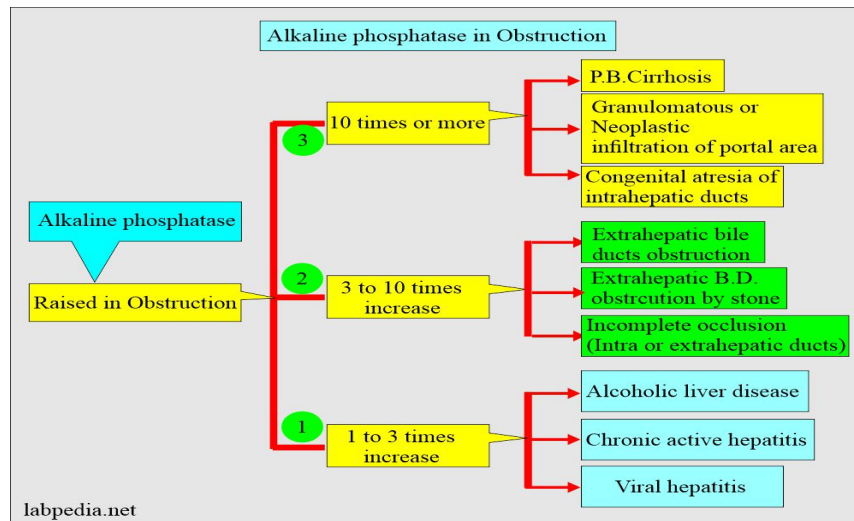 Alkaline phosphatase in Obstruction
P.B.Cirrhosis
10 times or more
3
Granulomatous or
Neoplastic
infiltration of portal area
Congenital atresia of
intrahepatic ducts
Alkaline phosphatase
Raised in Obstruction
2
3 to 10 times
increase
Extrahepatic bile
ducts obstruction
Extrahepatic B.D.
obstrcution by stone
Incomplete occlusion
(Intra or extrahepatic ducts)
1
1 to 3 times
increase
Alcoholic liver disease
Chronic active hepatitis
Viral hepatitis
labpedia.net